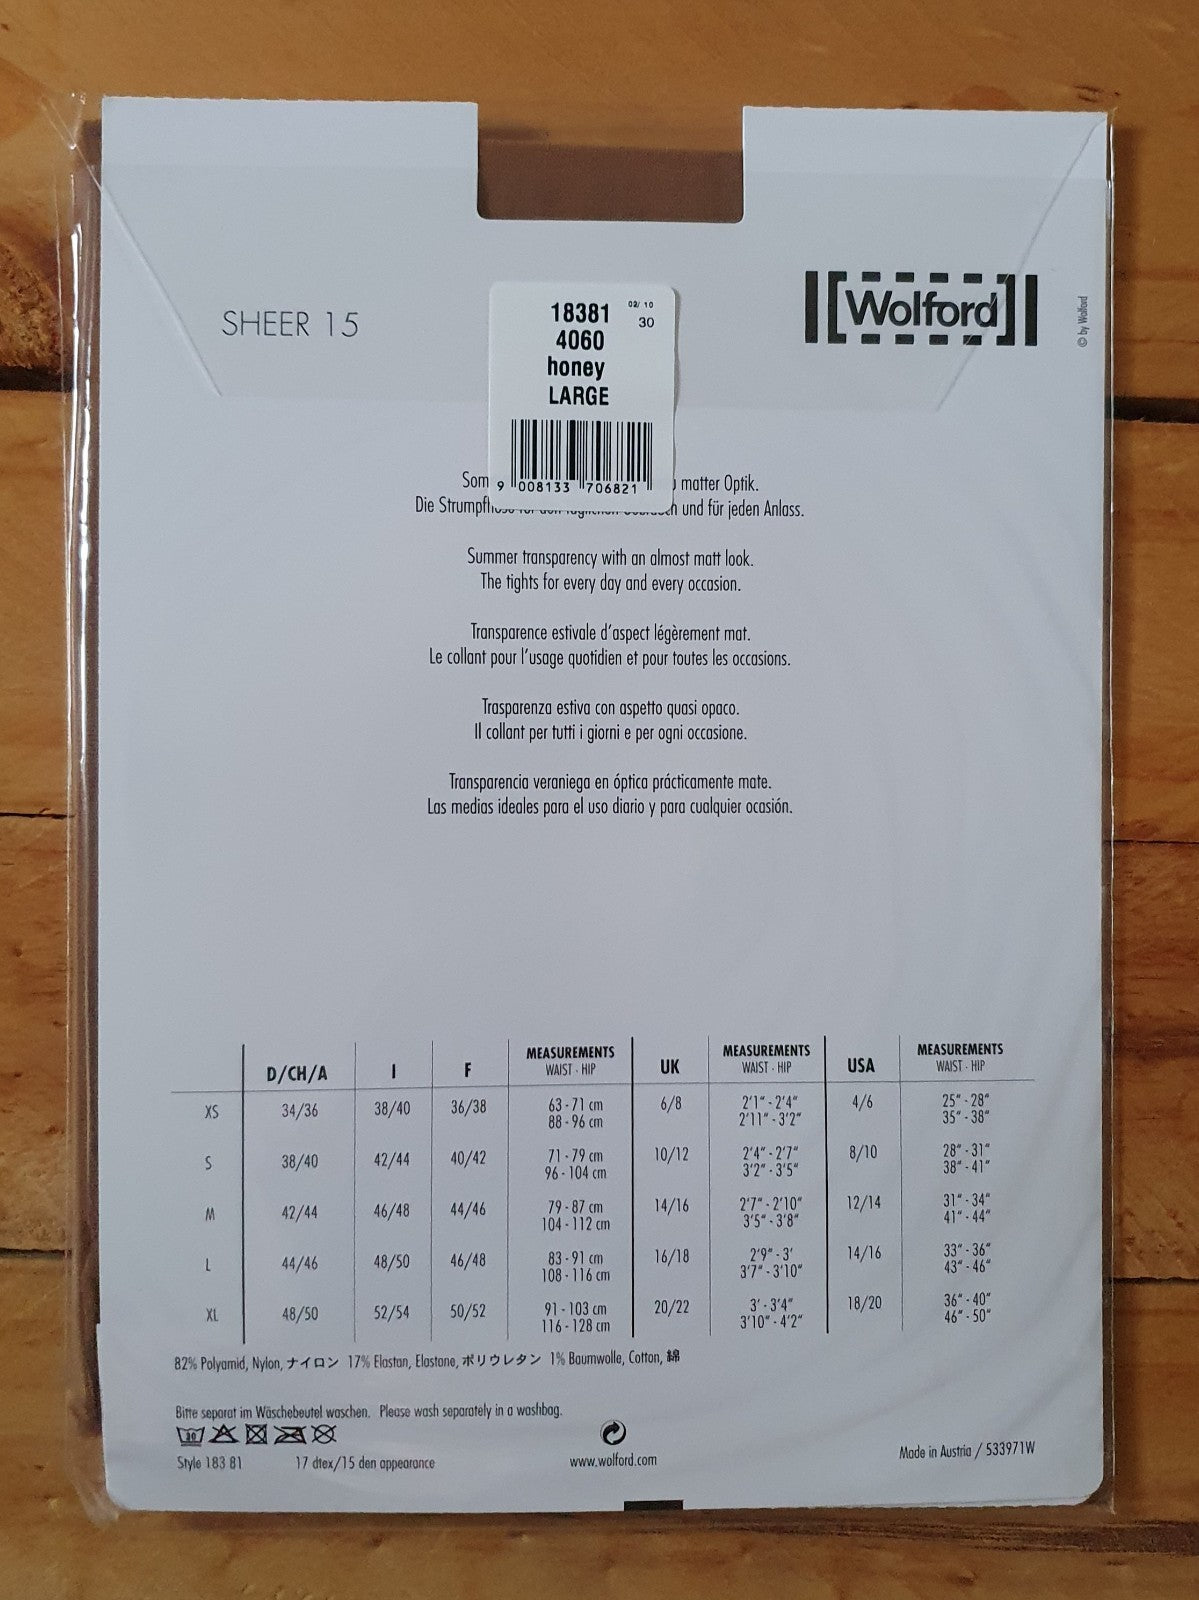 SHEER 15
18381
02/ 10
30
4060
honey
LARGE
9 008133 706821
Wolford
© by Wolford
Som matter Optik.
Die Strumpfhose für den täglichen Gebrauch und für jeden Anlass.
Summer transparency with an almost matt look.
The tights for every day and every occasion.
Transparence estivale d'aspect légèrement mat.
Le collant pour l'usage quotidien et pour toutes les occasions.
Trasparenza estiva con aspetto quasi opaco.
Il collant per tutti i giorni e per ogni occasione.
Transparencia veraniega en óptica prácticamente mate.
Las medias ideales para el uso diario y para cualquier ocasión.
D/CH/A I F MEASUREMENTS WAIST - HIP UK MEASUREMENTS WAIST - HIP USA MEASUREMENTS WAIST - HIP
XS 34/36 38/40 36/38 63 - 71 cm 6/8 2'1" - 2'4" 4/6 25" - 28"
88 - 96 cm 2'11" - 3'2" 35" - 38"
S 38/40 42/44 40/42 71 - 79 cm 10/12 2'4" - 2'7" 8/10 28" - 31"
96 - 104 cm 3'2" - 3'5" 38" - 41"
M 42/44 46/48 44/46 79 - 87 cm 14/16 2'7" - 2'10" 12/14 31" - 34"
104 - 112 cm 3'5" - 3'8" 41" - 44"
L 44/46 48/50 46/48 83 - 91 cm 16/18 2'9" - 3' 14/16 33" - 36"
108 - 116 cm 3'7" - 3'10" 43" - 46"
XL 48/50 52/54 50/52 91 - 103 cm 20/22 3' - 3'4" 18/20 36" - 40"
116 - 128 cm 3'10" - 4'2" 46" - 50"
82% Polyamid, Nylon, ナイロン 17% Elastan, Elastane, ポリウレタン 1% Baumwolle, Cotton, 綿
Bitte separat im Wäschebeutel waschen. Please wash separately in a washbag.
30
Style 183 81 17 dtex/15 den appearance
www.wolford.com
Made in Austria / 533971W